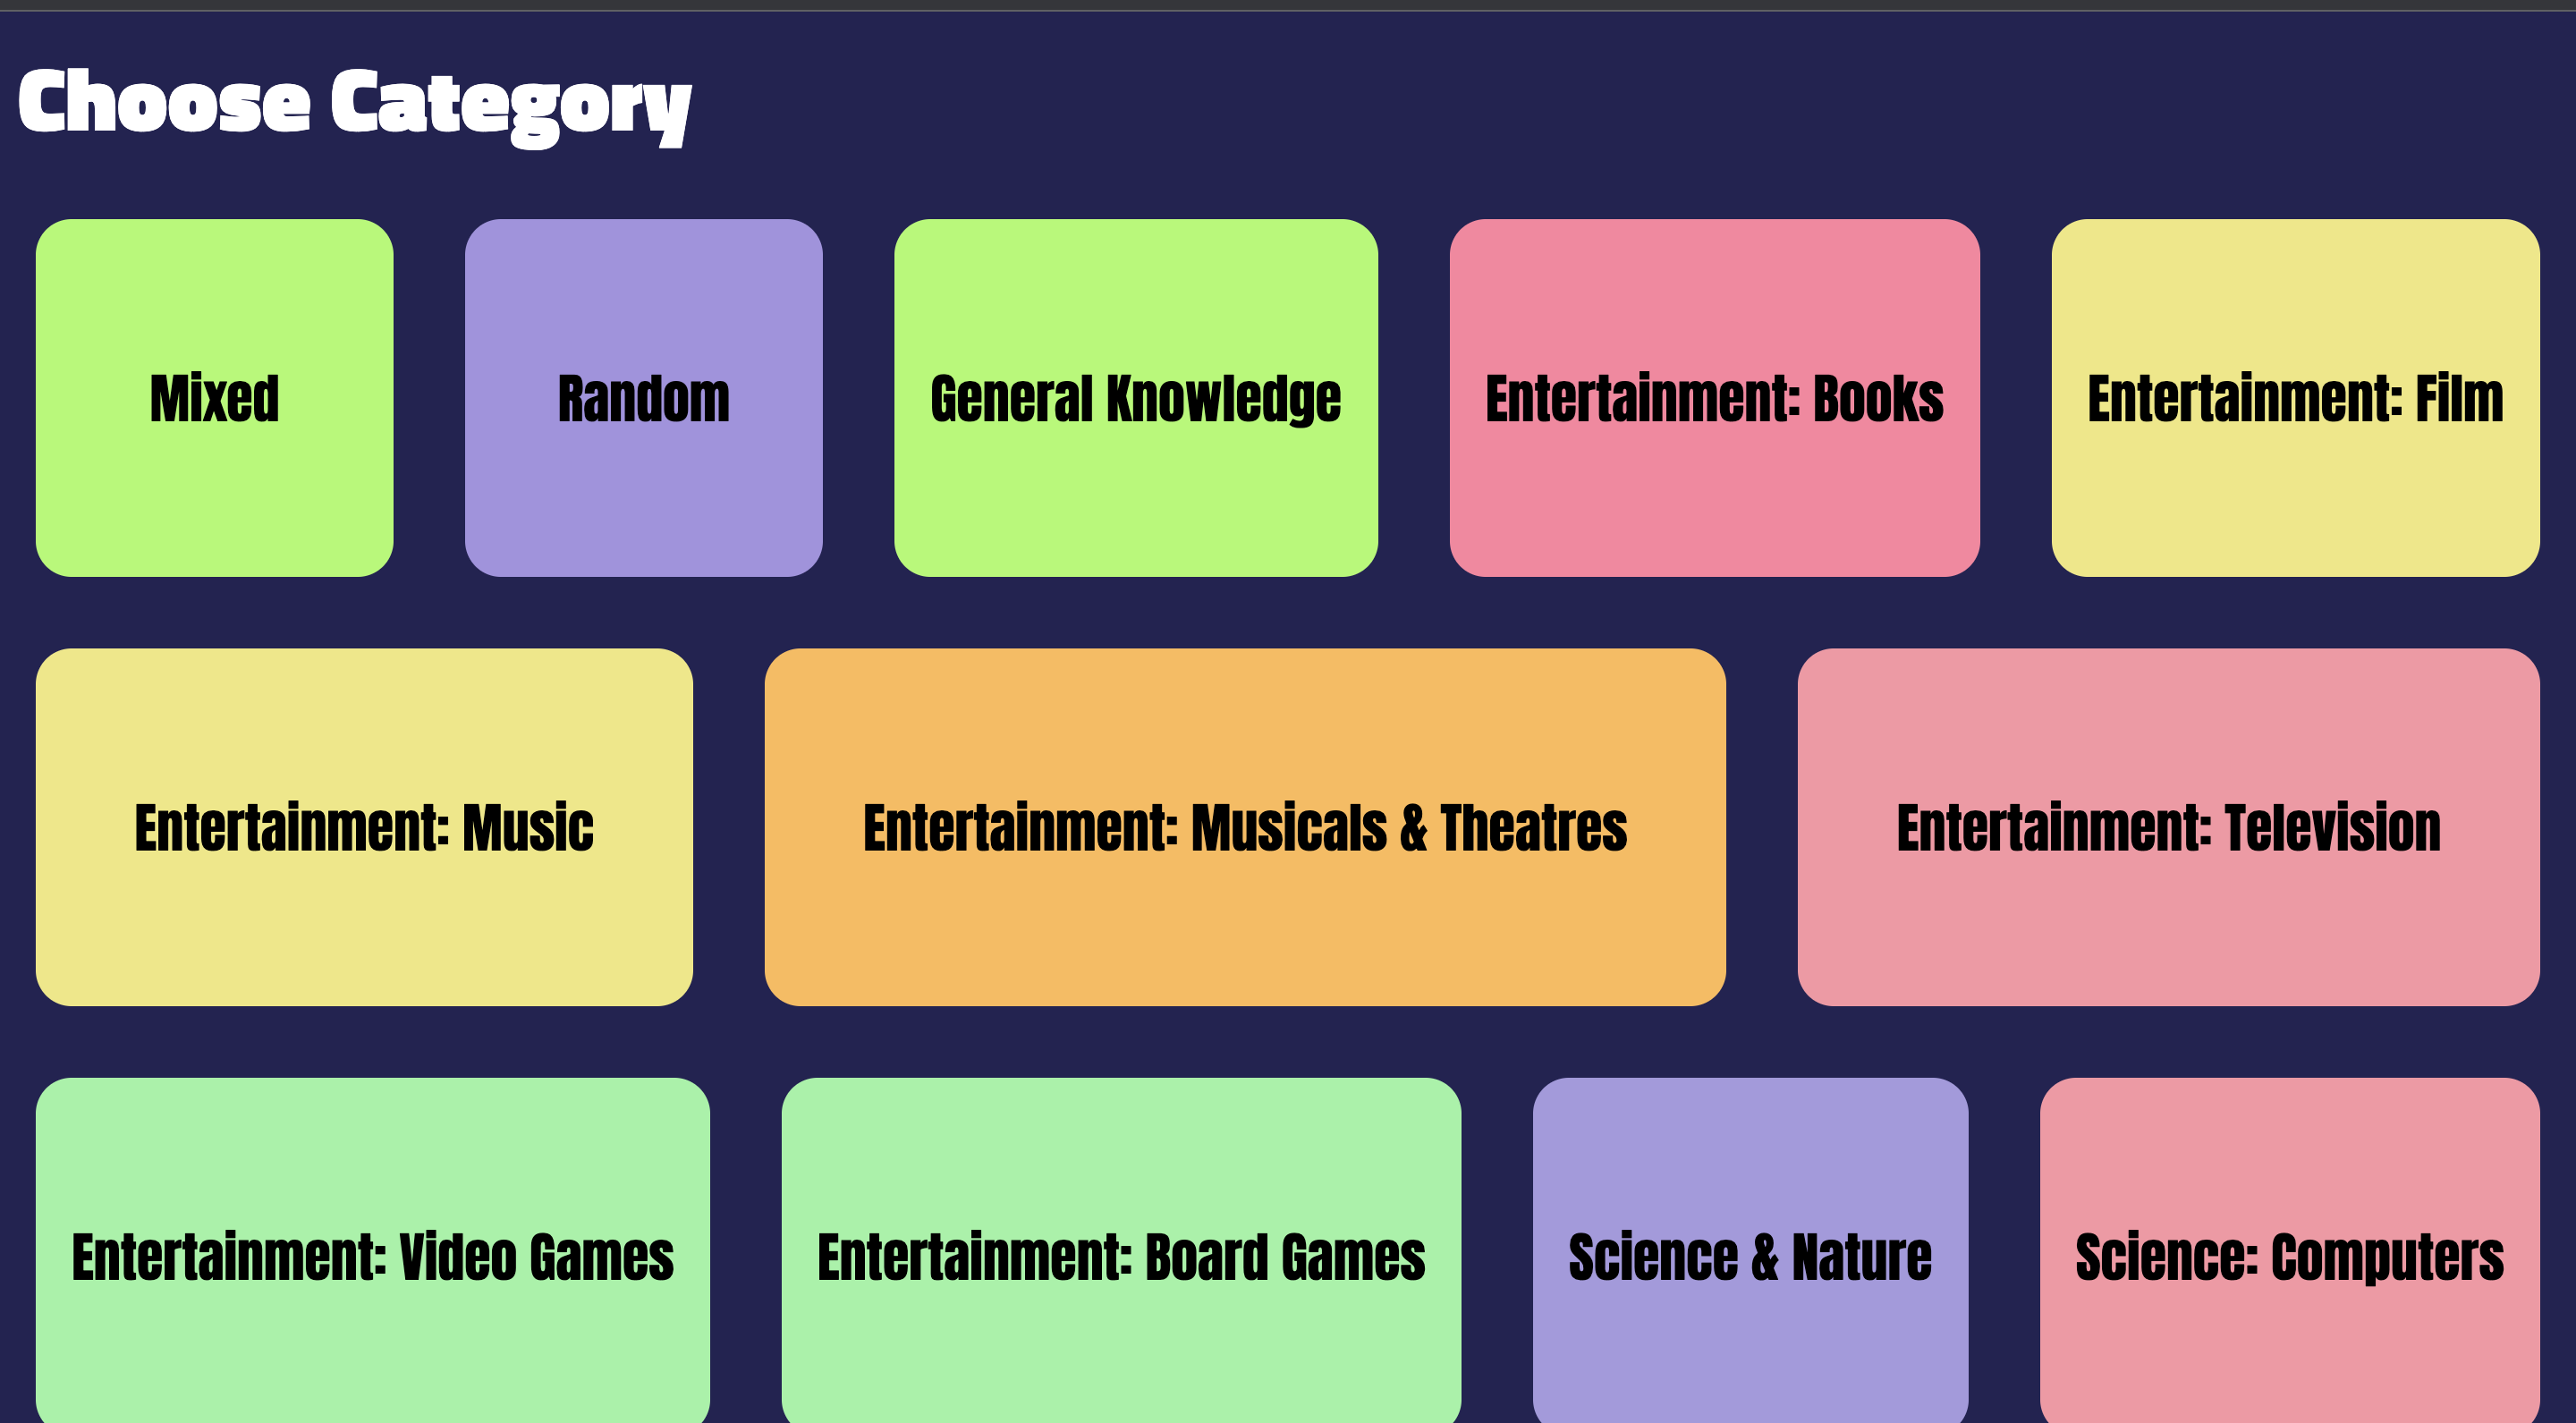 Choose Category
Mixed
Random
General Knowledge
Entertainment: Books
Entertainment: Film
Entertainment: Music
Entertainment: Musicals & Theatres
Entertainment: Television
Entertainment: Video Games
Entertainment: Board Games
Science & Nature
Science: Computers